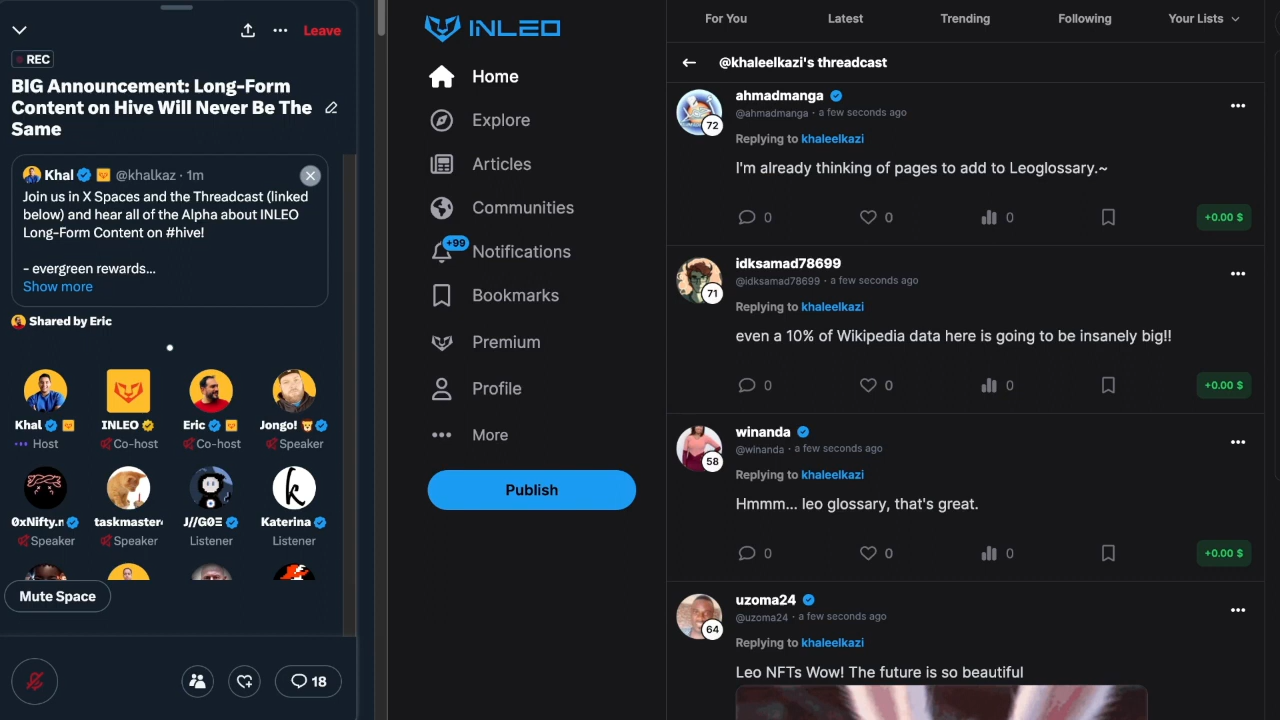 Leave
REC
BIG Announcement: Long-Form
Content on Hive Will Never Be The
Same
Khal @khalkaz · 1m
Join us in X Spaces and the Threadcast (linked
below) and hear all of the Alpha about INLEO
Long-Form Content on #hive!
- evergreen rewards...
Show more
Shared by Eric
Khal
Host
INLEO
Co-host
Eric
Co-host
Jongo!
Speaker
0xNifty.n
Speaker
taskmaster
Speaker
J//GØΞ
Listener
Katerina
Listener
Mute Space
18
INLEO
Home
Explore
Articles
Communities
+99
Notifications
Bookmarks
Premium
Profile
More
Publish
For You
Latest
Trending
Following
Your Lists
@khaleelkazi's threadcast
ahmadmanga
@ahmadmanga · a few seconds ago
72
Replying to khaleelkazi
I'm already thinking of pages to add to Leoglossary.~
0
0
0
+0.00 $
idksamad78699
@idksamad78699 · a few seconds ago
71
Replying to khaleelkazi
even a 10% of Wikipedia data here is going to be insanely big!!
0
0
0
+0.00 $
winanda
@winanda · a few seconds ago
58
Replying to khaleelkazi
Hmmm... leo glossary, that's great.
0
0
0
+0.00 $
uzoma24
@uzoma24 · a few seconds ago
64
Replying to khaleelkazi
Leo NFTs Wow! The future is so beautiful